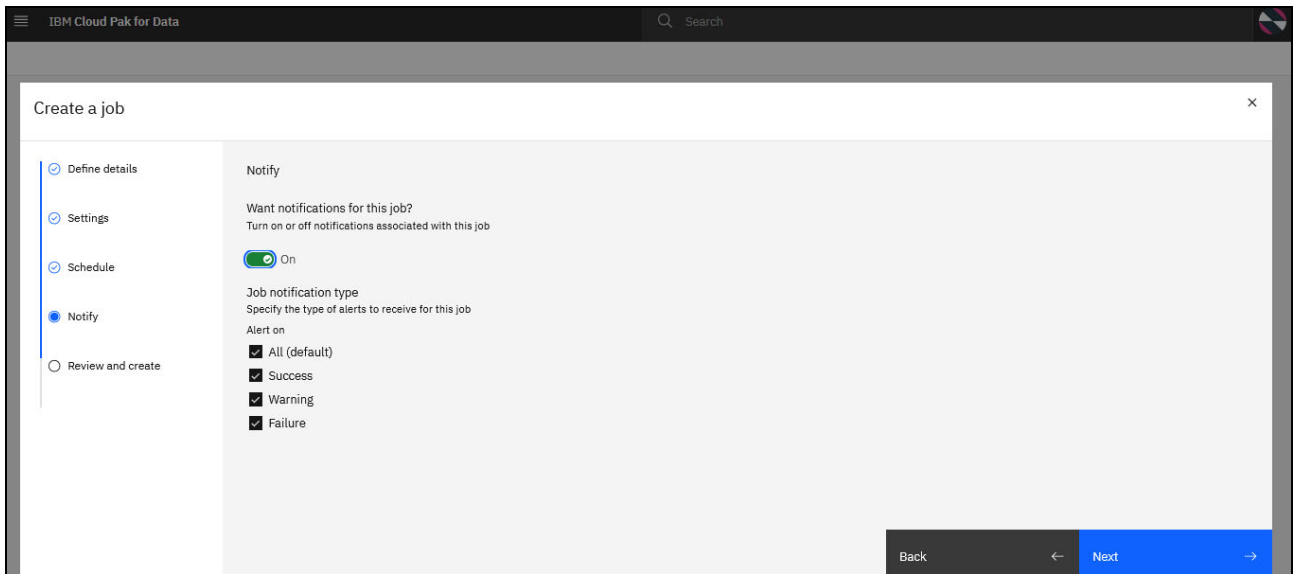 IBM Cloud Pak for Data
Search
Create a job
Define details
Settings
Schedule
Notify
Review and create
Notify
Want notifications for this job?
Turn on or off notifications associated with this job
On
Job notification type
Specify the type of alerts to receive for this job
Alert on
All (default)
Success
Warning
Failure
Back
Next